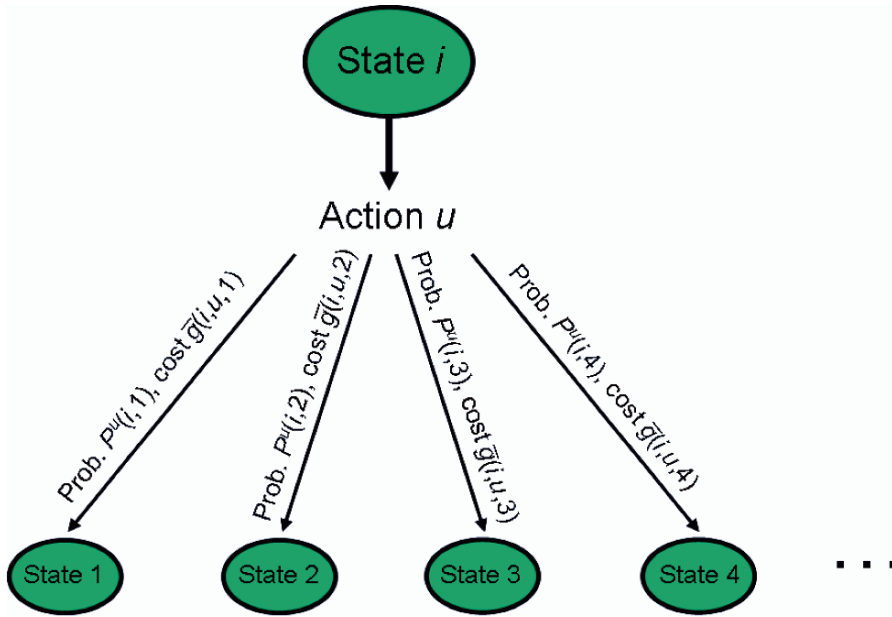 State i
Action u
Prob. Pᵘ(i,1), cost g̅(i,u,1)
Prob. Pᵘ(i,2), cost g̅(i,u,2)
Prob. Pᵘ(i,3), cost g̅(i,u,3)
Prob. Pᵘ(i,4), cost g̅(i,u,4)
State 1
State 2
State 3
State 4
. . .